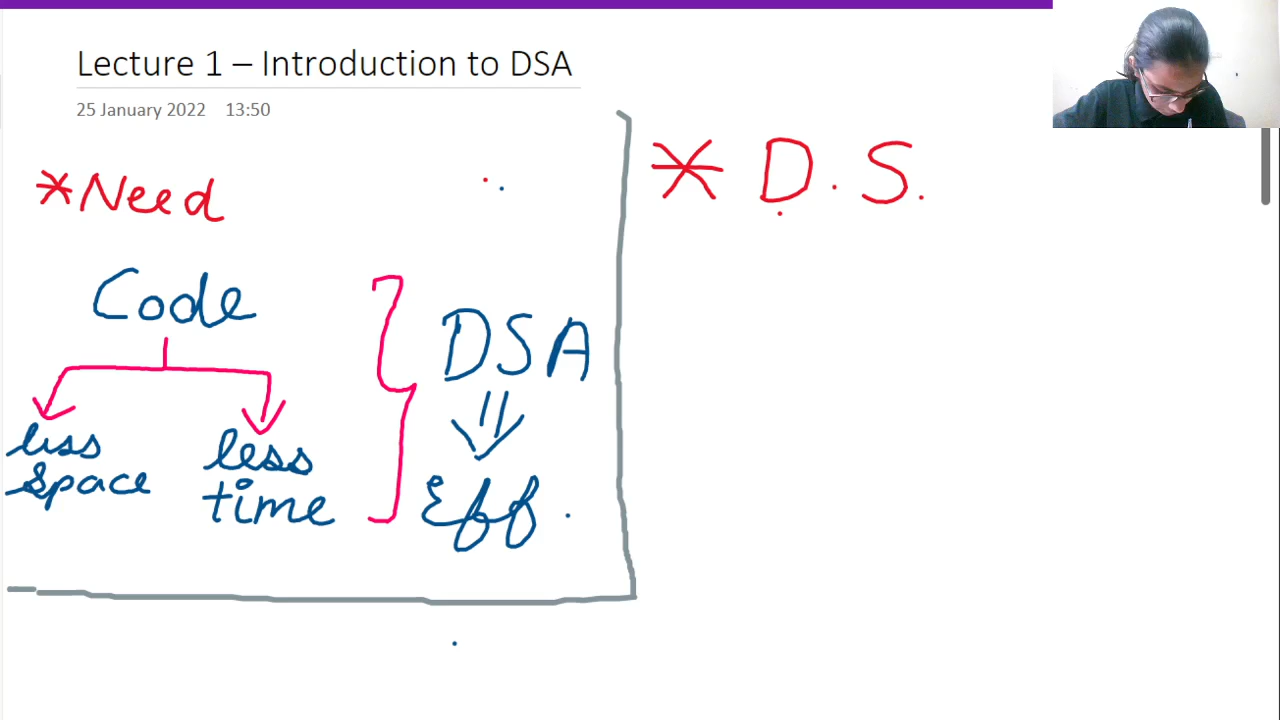 Lecture 1 – Introduction to DSA
25 January 2022 13:50
*Need
Code
less space
less time
DSA
Eff.
* D.S.